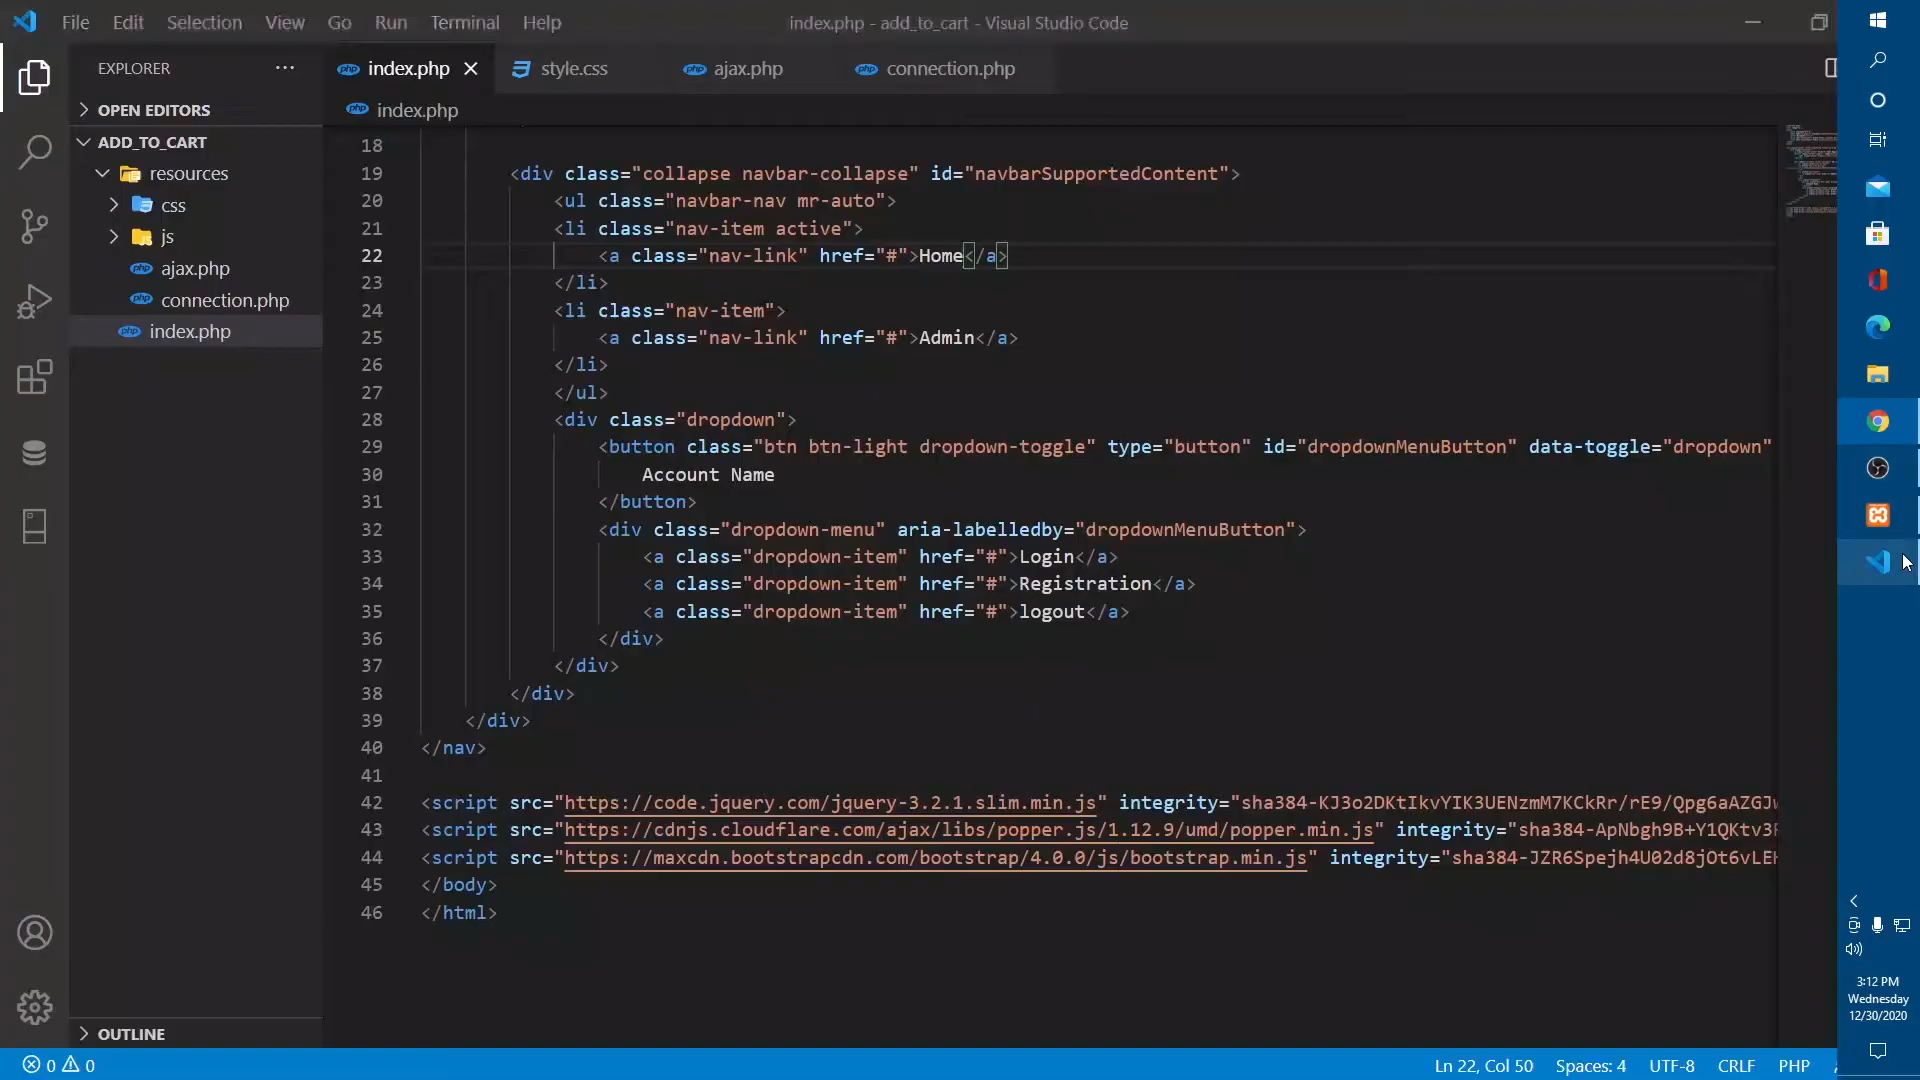 File Edit Selection View Go Run Terminal Help
index.php - add_to_cart - Visual Studio Code
EXPLORER
OPEN EDITORS
ADD_TO_CART
resources
css
js
ajax.php
connection.php
index.php
OUTLINE
index.php style.css ajax.php connection.php
index.php
18
19 <div class="collapse navbar-collapse" id="navbarSupportedContent">
20 <ul class="navbar-nav mr-auto">
21 <li class="nav-item active">
22 <a class="nav-link" href="#">Home</a>
23 </li>
24 <li class="nav-item">
25 <a class="nav-link" href="#">Admin</a>
26 </li>
27 </ul>
28 <div class="dropdown">
29 <button class="btn btn-light dropdown-toggle" type="button" id="dropdownMenuButton" data-toggle="dropdown"
30 Account Name
31 </button>
32 <div class="dropdown-menu" aria-labelledby="dropdownMenuButton">
33 <a class="dropdown-item" href="#">Login</a>
34 <a class="dropdown-item" href="#">Registration</a>
35 <a class="dropdown-item" href="#">logout</a>
36 </div>
37 </div>
38 </div>
39 </div>
40 </nav>
41
42 <script src="https://code.jquery.com/jquery-3.2.1.slim.min.js" integrity="sha384-KJ3o2DKtIkvYIK3UENzmM7KCkRr/rE9/Qpg6aAZGJw
43 <script src="https://cdnjs.cloudflare.com/ajax/libs/popper.js/1.12.9/umd/popper.min.js" integrity="sha384-ApNbgh9B+Y1QKtv3R
44 <script src="https://maxcdn.bootstrapcdn.com/bootstrap/4.0.0/js/bootstrap.min.js" integrity="sha384-JZR6Spejh4U02d8jOt6vLEH
45 </body>
46 </html>
3:12 PM
Wednesday
12/30/2020
0 0
Ln 22, Col 50 Spaces: 4 UTF-8 CRLF PHP